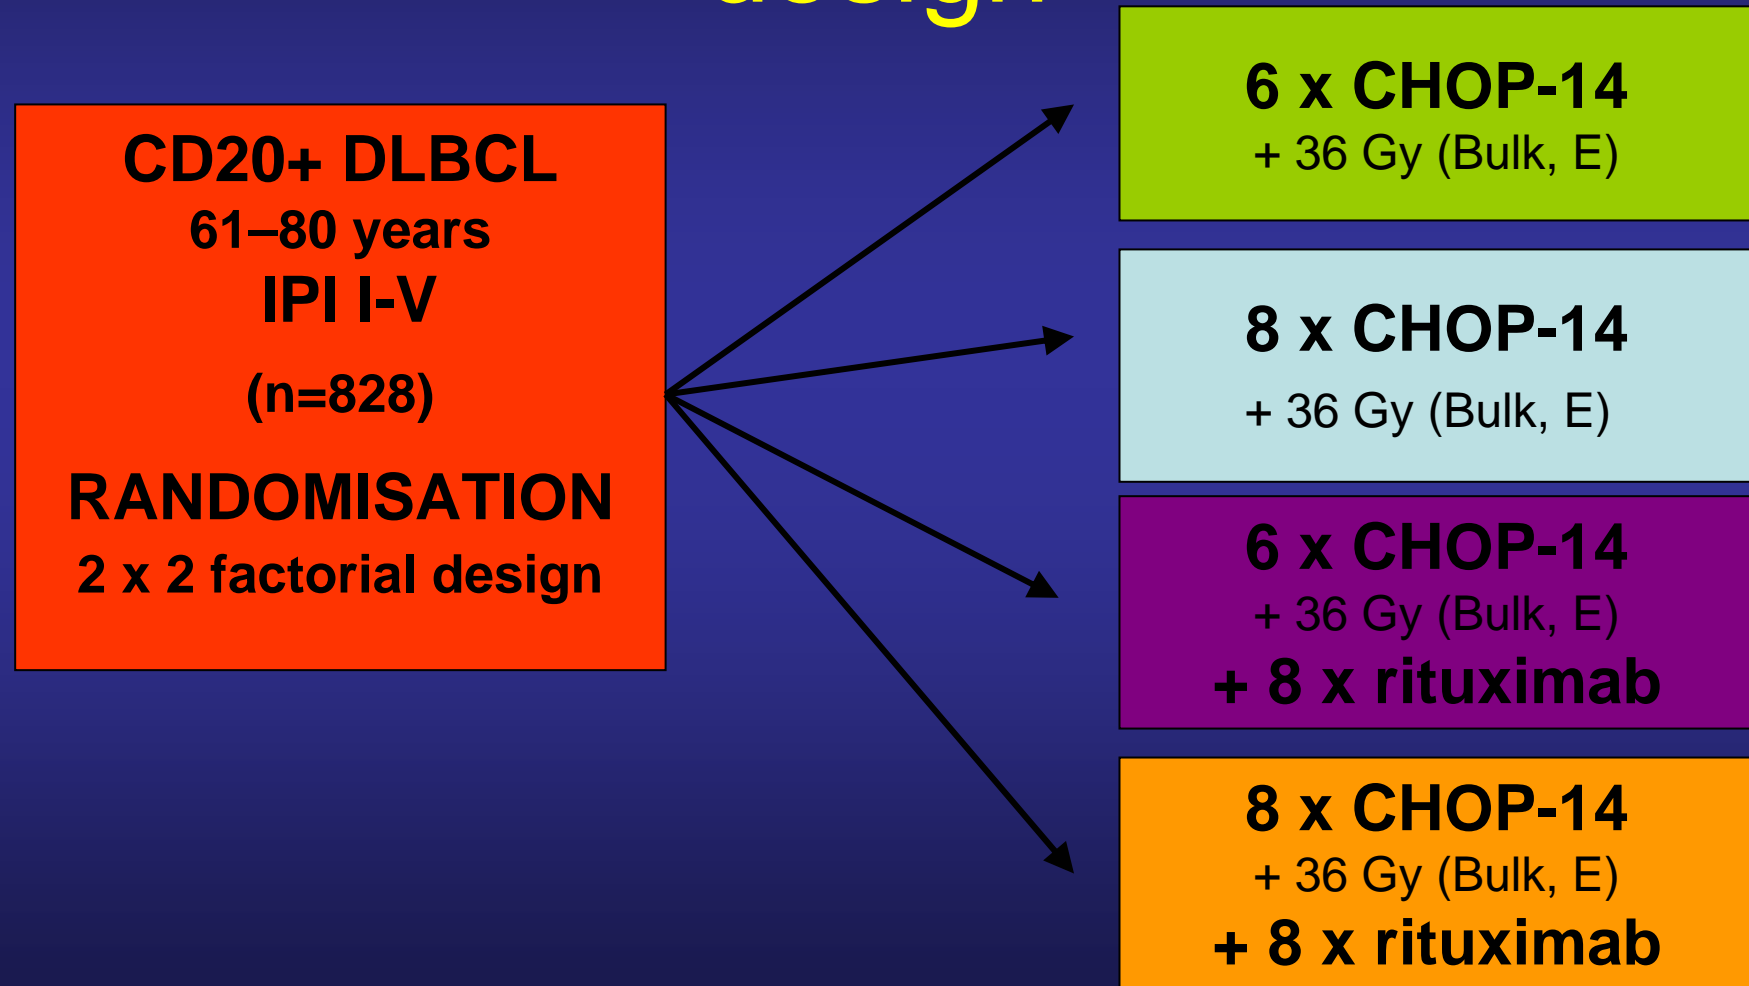 design
CD20+ DLBCL
61–80 years
IPI I-V
(n=828)
RANDOMISATION
2 x 2 factorial design
6 x CHOP-14
+ 36 Gy (Bulk, E)
8 x CHOP-14
+ 36 Gy (Bulk, E)
6 x CHOP-14
+ 36 Gy (Bulk, E)
+ 8 x rituximab
8 x CHOP-14
+ 36 Gy (Bulk, E)
+ 8 x rituximab